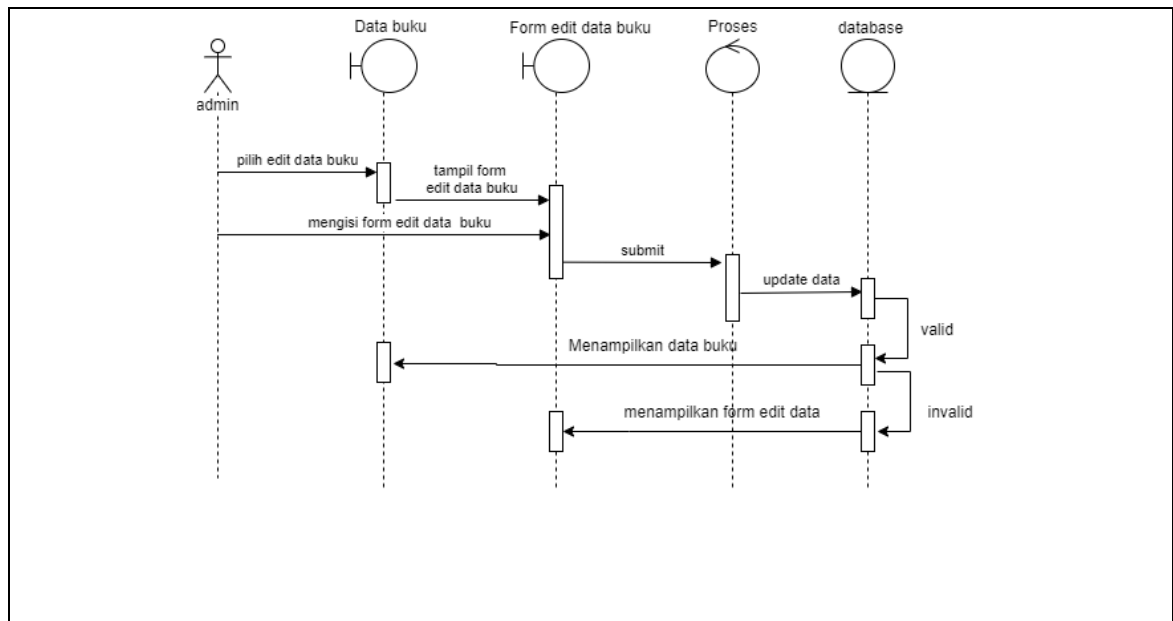 Data buku
Form edit data buku
Proses
database
admin
pilih edit data buku
tampil form
edit data buku
mengisi form edit data buku
submit
update data
valid
Menampilkan data buku
menampilkan form edit data
invalid